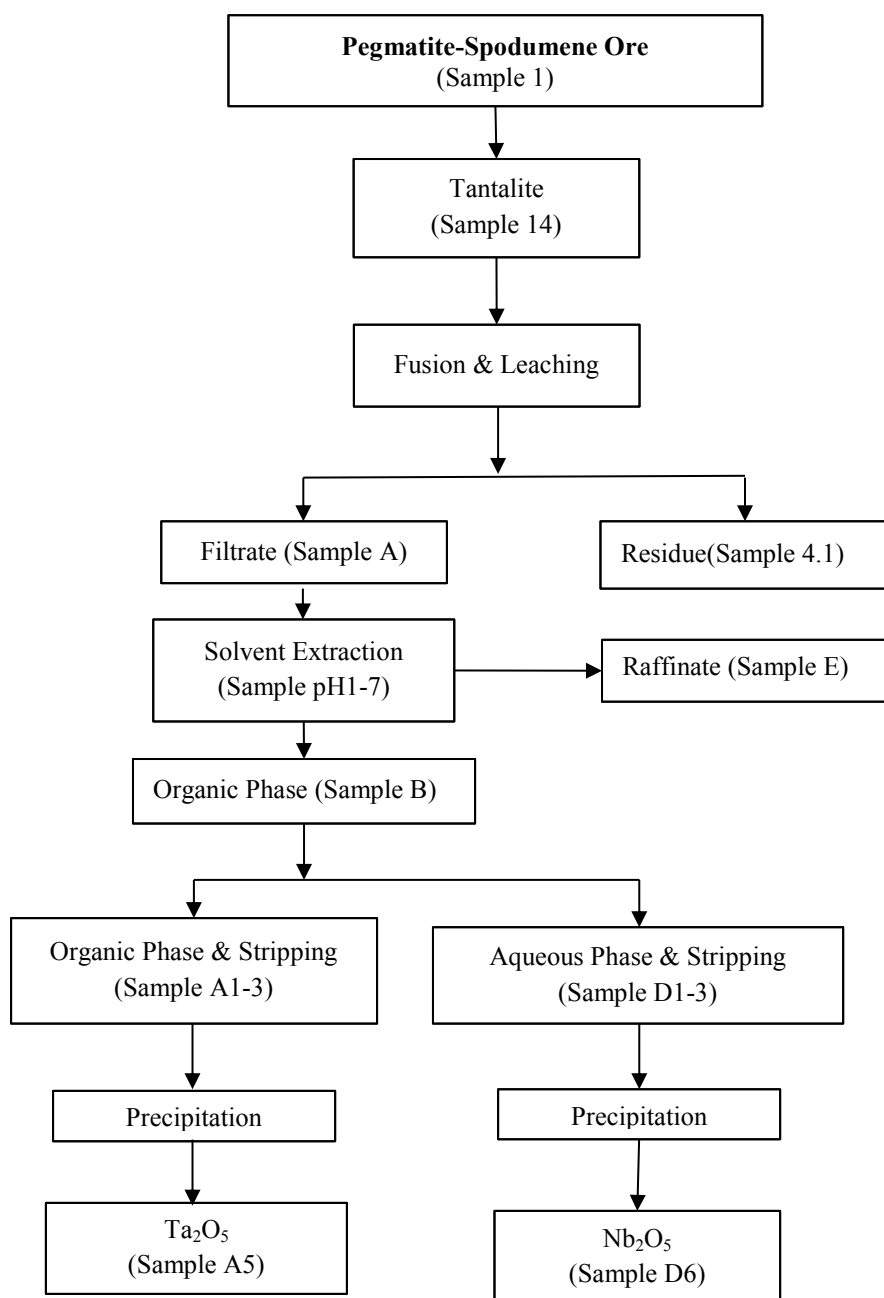 Pegmatite-Spodumene Ore
(Sample 1)
Tantalite
(Sample 14)
Fusion & Leaching
Filtrate (Sample A)
Residue(Sample 4.1)
Solvent Extraction
(Sample pH1-7)
Raffinate (Sample E)
Organic Phase (Sample B)
Organic Phase & Stripping
(Sample A1-3)
Aqueous Phase & Stripping
(Sample D1-3)
Precipitation
Precipitation
Ta₂O₅
(Sample A5)
Nb₂O₅
(Sample D6)